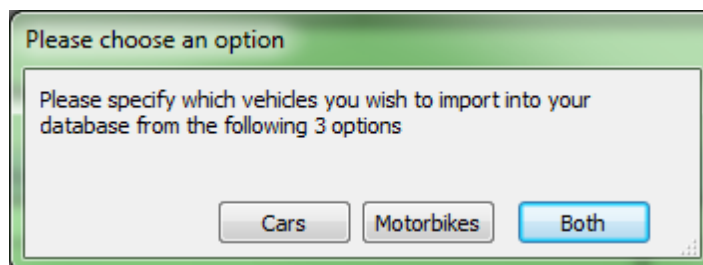 Please choose an option
Please specify which vehicles you wish to import into your
database from the following 3 options
Cars Motorbikes Both